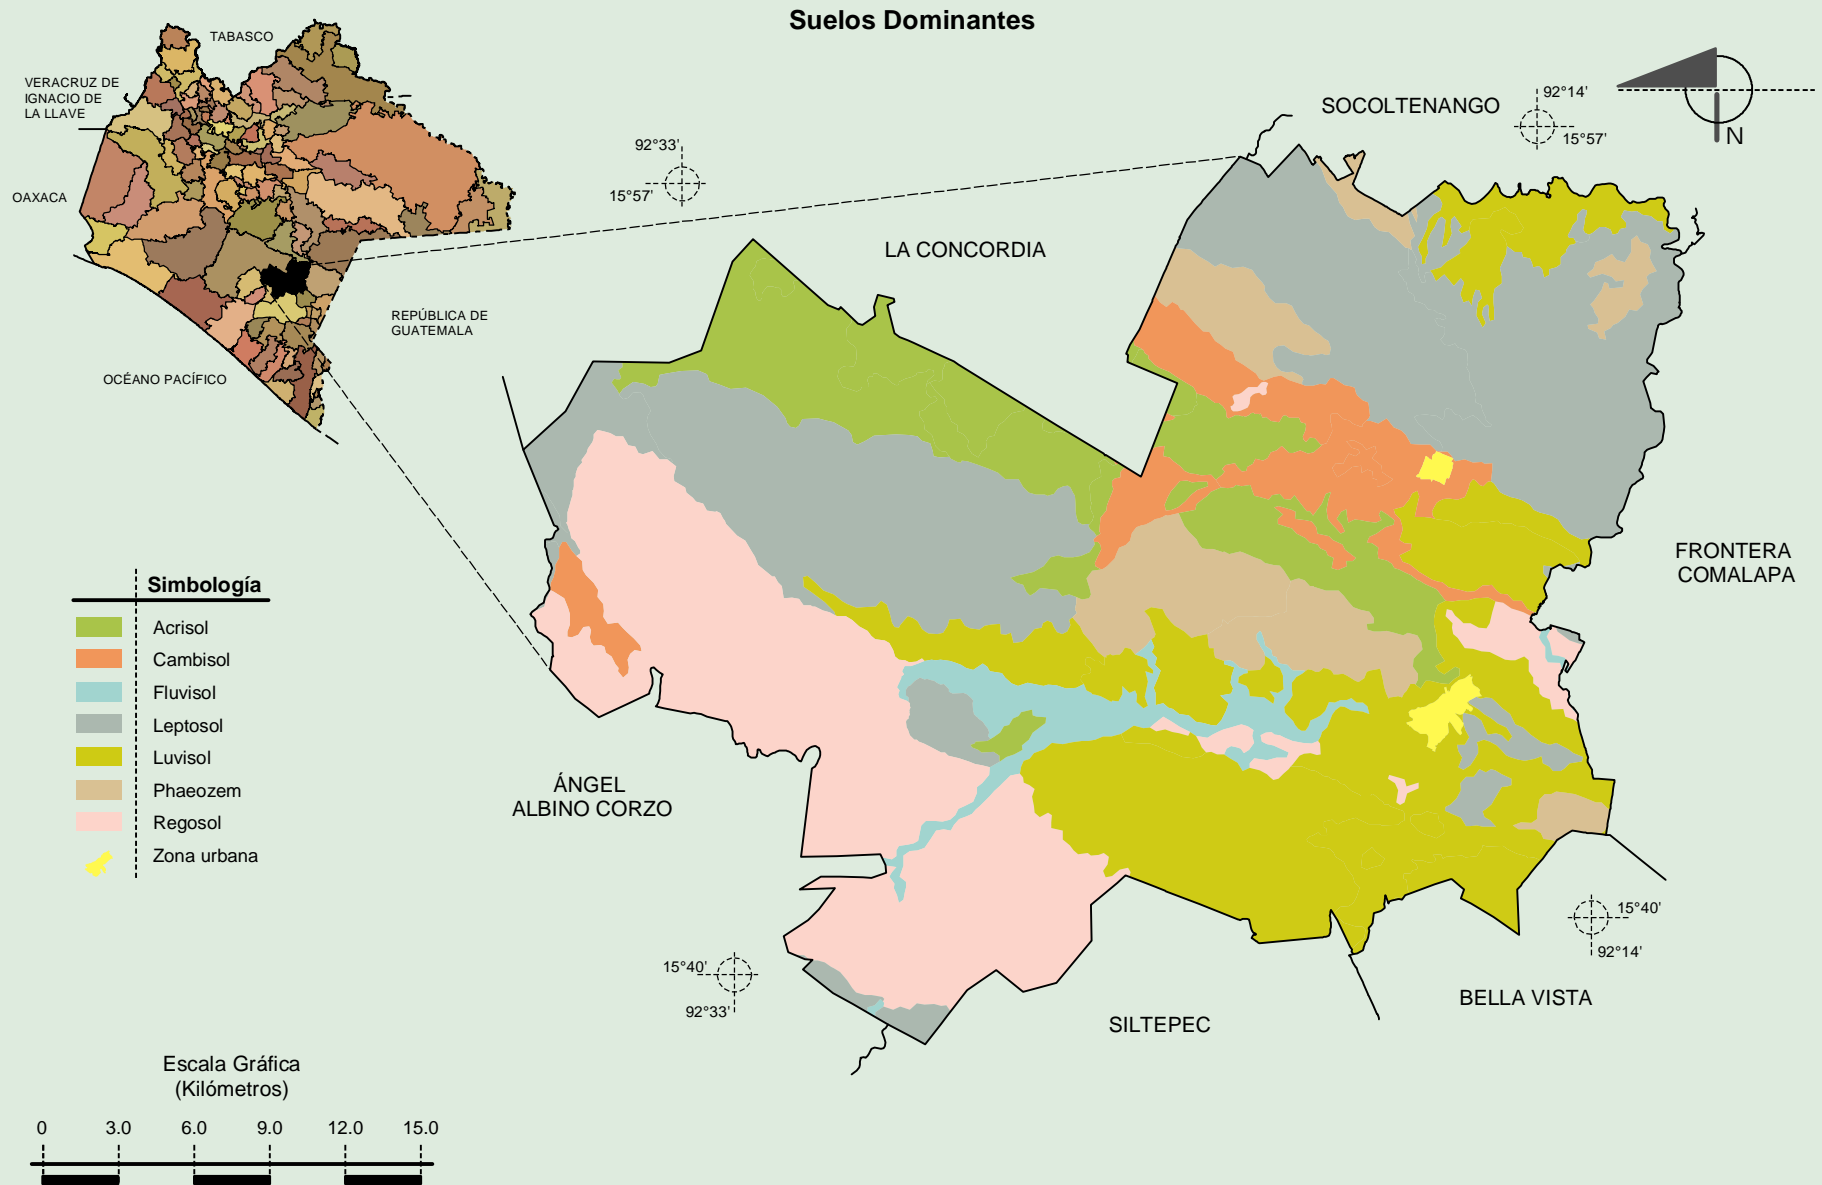 Suelos Dominantes
TABASCO
VERACRUZ DE
IGNACIO DE
LA LLAVE
OAXACA
REPÚBLICA DE
GUATEMALA
OCÉANO PACÍFICO
92°33'
15°57'
SOCOLTENANGO
92°14'
15°57'
N
LA CONCORDIA
FRONTERA
COMALAPA
Simbología
Acrisol
Cambisol
Fluvisol
Leptosol
Luvisol
Phaeozem
Regosol
Zona urbana
ÁNGEL
ALBINO CORZO
15°40'
92°14'
15°40'
92°33'
BELLA VISTA
SILTEPEC
Escala Gráfica
(Kilómetros)
0 3.0 6.0 9.0 12.0 15.0